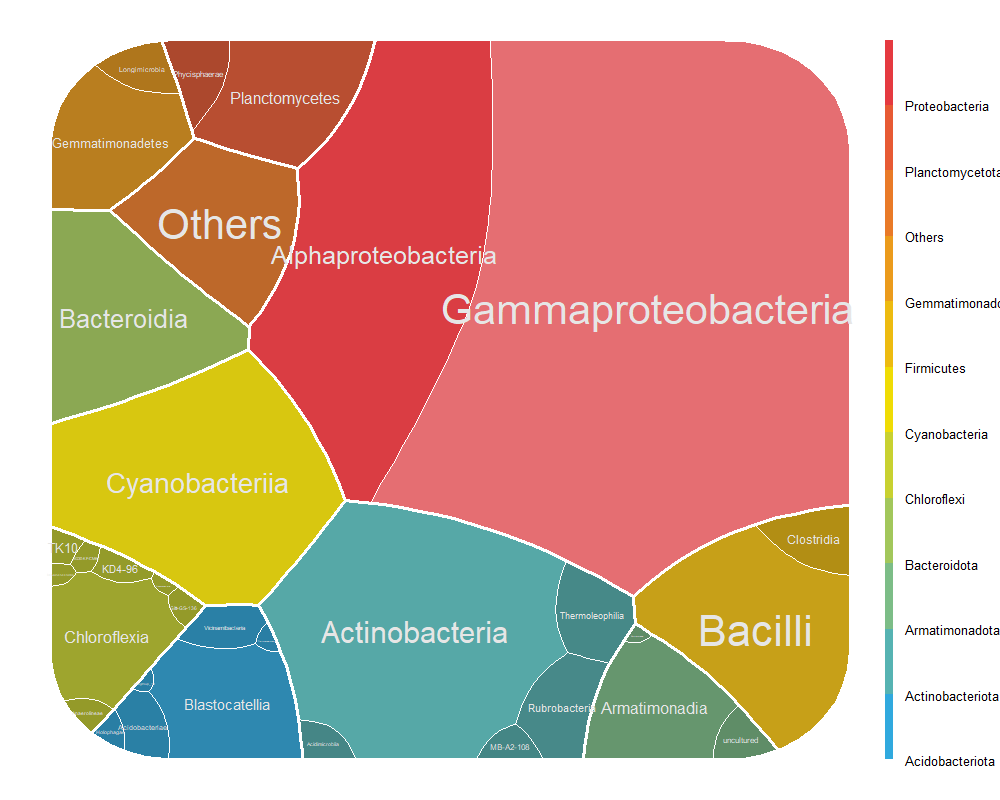 Longimicrobia
Phycisphaerae
Planctomycetes
Gemmatimonadetes
Others
Alphaproteobacteria
Gammaproteobacteria
Bacteroidia
Cyanobacteriia
Clostridia
TK10
KD4-96
Chloroflexia
Vicinamibacteria
Thermoleophilia
Actinobacteria
Bacilli
Blastocatellia
Rubrobacteria
Armatimonadia
Acidobacteriae
Acidimicrobiia
MB-A2-108
uncultured
Proteobacteria
Planctomycetota
Others
Gemmatimonado
Firmicutes
Cyanobacteria
Chloroflexi
Bacteroidota
Armatimonadota
Actinobacteriota
Acidobacteriota